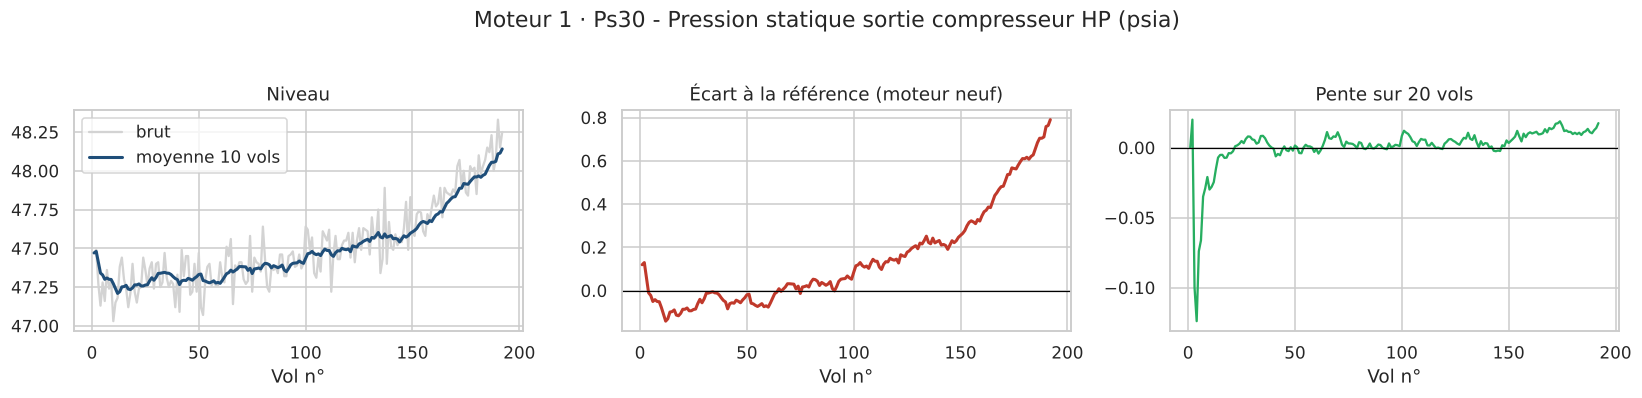 Moteur 1 · Ps30 - Pression statique sortie compresseur HP (psia)
Niveau
brut
moyenne 10 vols
48.25
48.00
47.75
47.50
47.25
47.00
0 50 100 150 200
Vol n°
Écart à la référence (moteur neuf)
0.8
0.6
0.4
0.2
0.0
0 50 100 150 200
Vol n°
Pente sur 20 vols
0.00
−0.05
−0.10
0 50 100 150 200
Vol n°